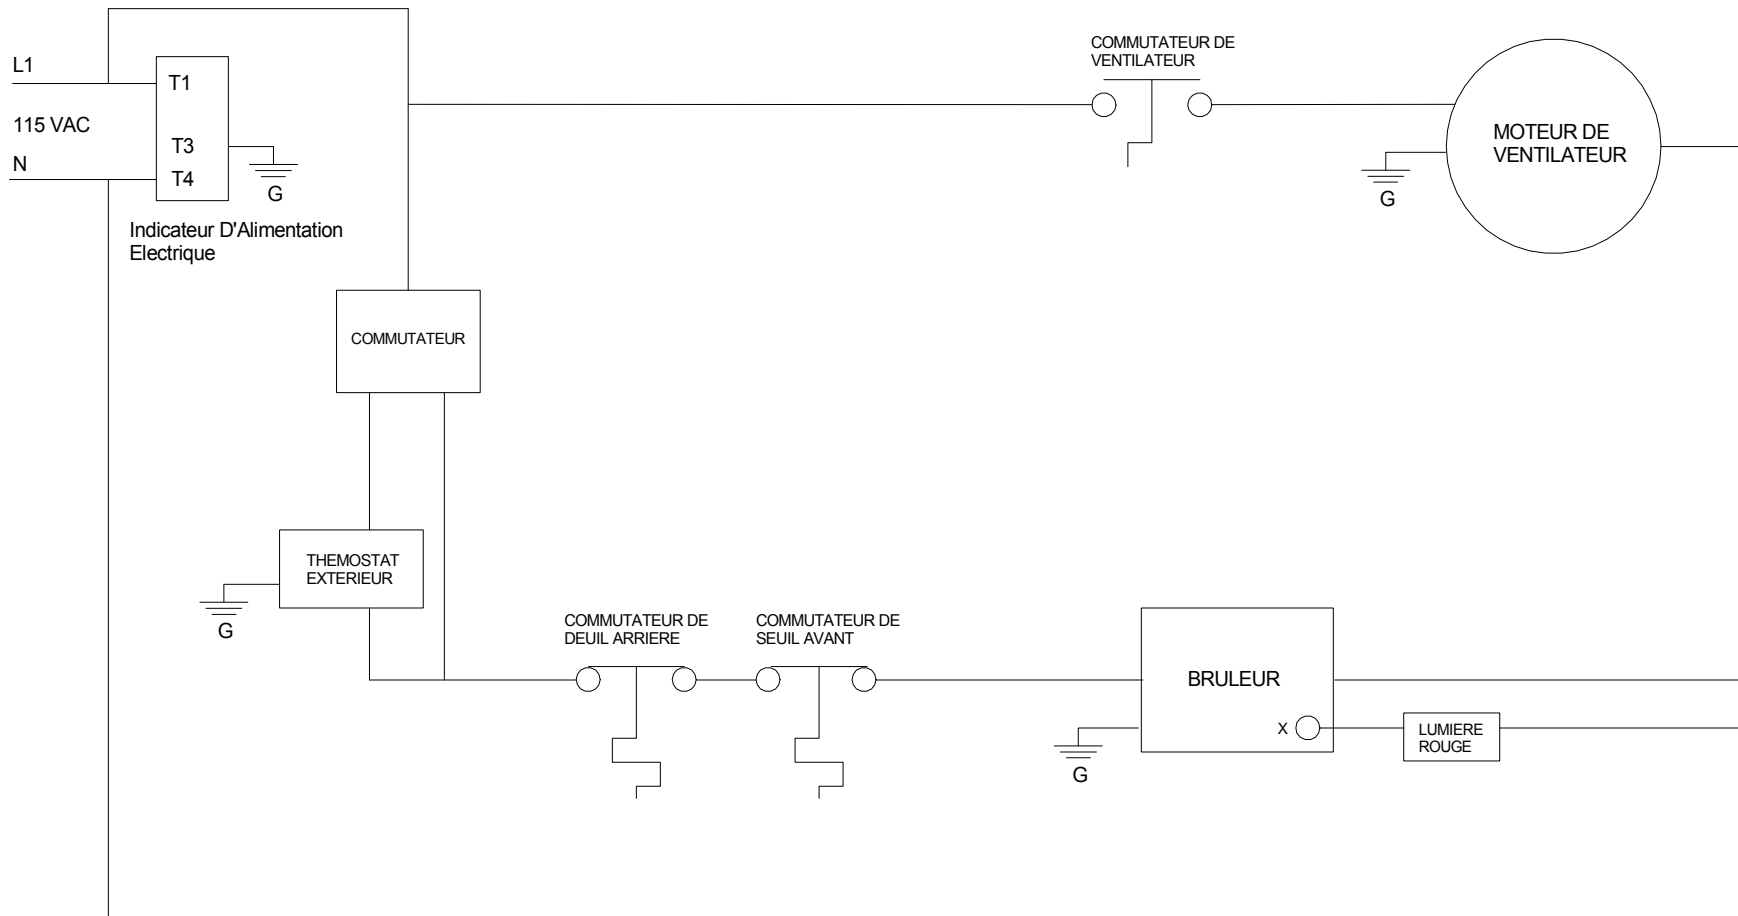 L1
115 VAC
N
T1
T3
T4
G
Indicateur D'Alimentation
Electrique
COMMUTATEUR DE
VENTILATEUR
MOTEUR DE
VENTILATEUR
G
COMMUTATEUR
THEMOSTAT
EXTERIEUR
G
COMMUTATEUR DE
DEUIL ARRIERE
COMMUTATEUR DE
SEUIL AVANT
BRULEUR
X
G
LUMIERE
ROUGE